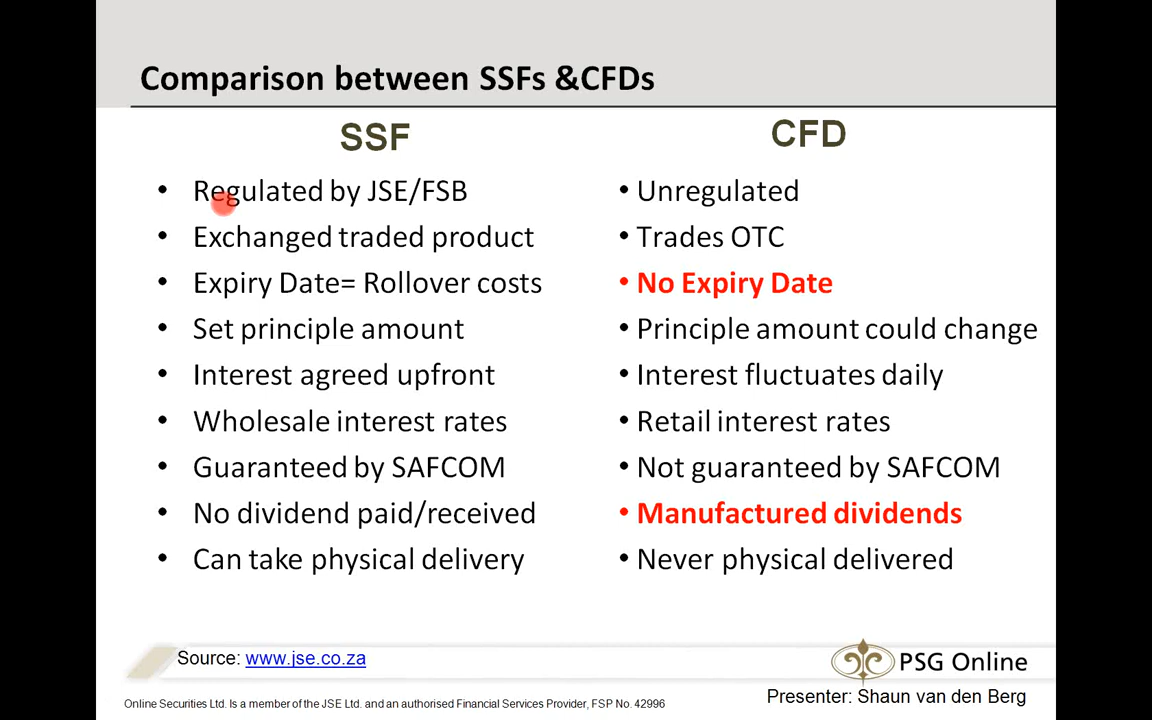 Comparison between SSFs &CFDs
SSF
• Regulated by JSE/FSB
• Exchanged traded product
• Expiry Date= Rollover costs
• Set principle amount
• Interest agreed upfront
• Wholesale interest rates
• Guaranteed by SAFCOM
• No dividend paid/received
• Can take physical delivery
CFD
• Unregulated
• Trades OTC
• No Expiry Date
• Principle amount could change
• Interest fluctuates daily
• Retail interest rates
• Not guaranteed by SAFCOM
• Manufactured dividends
• Never physical delivered
Source: www.jse.co.za
PSG Online
Presenter: Shaun van den Berg
Online Securities Ltd. Is a member of the JSE Ltd. and an authorised Financial Services Provider, FSP No. 42996